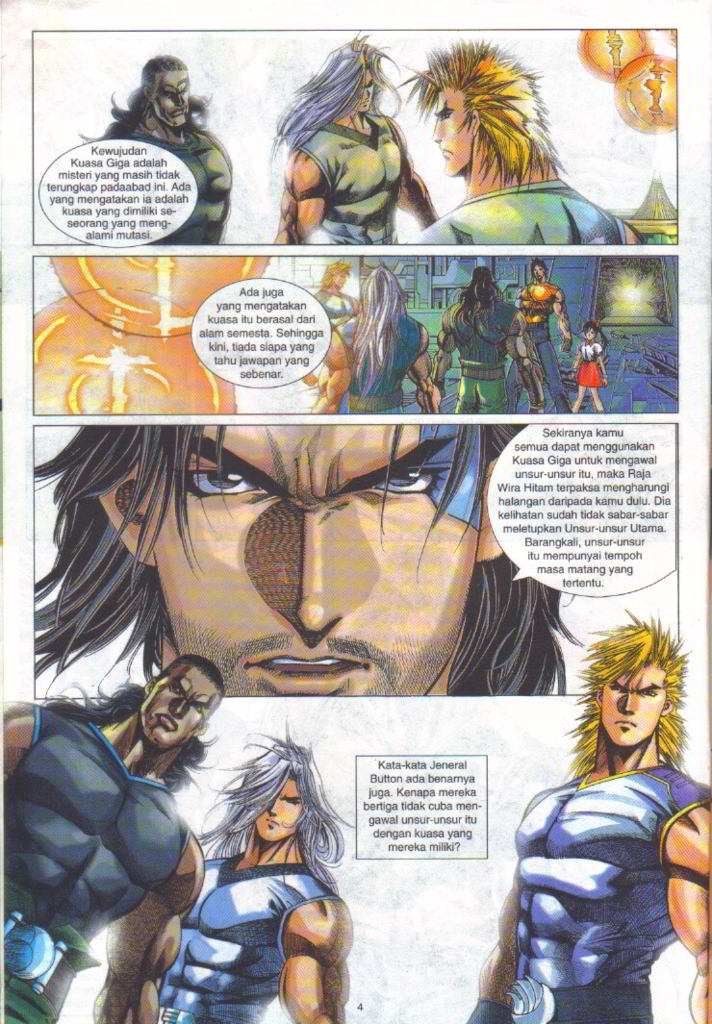 Kewujudan
Kuasa Giga adalah
misteri yang masih tidak
terungkap padaabad ini. Ada
yang mengatakan ia adalah
kuasa yang dimiliki se-
seorang yang meng-
alami mutasi.
Ada juga
yang mengatakan
kuasa itu berasal dari
alam semesta. Sehingga
kini, tiada siapa yang
tahu jawapan yang
sebenar.
Sekiranya kamu
semua dapat menggunakan
Kuasa Giga untuk mengawal
unsur-unsur itu, maka Raja
Wira Hitam terpaksa mengharungi
halangan daripada kamu dulu. Dia
kelihatan sudah tidak sabar-sabar
meletupkan Unsur-unsur Utama.
Barangkali, unsur-unsur
itu mempunyai tempoh
masa matang yang
tertentu.
Kata-kata Jeneral
Button ada benarnya
juga. Kenapa mereka
bertiga tidak cuba men-
gawal unsur-unsur itu
dengan kuasa yang
mereka miliki?
4